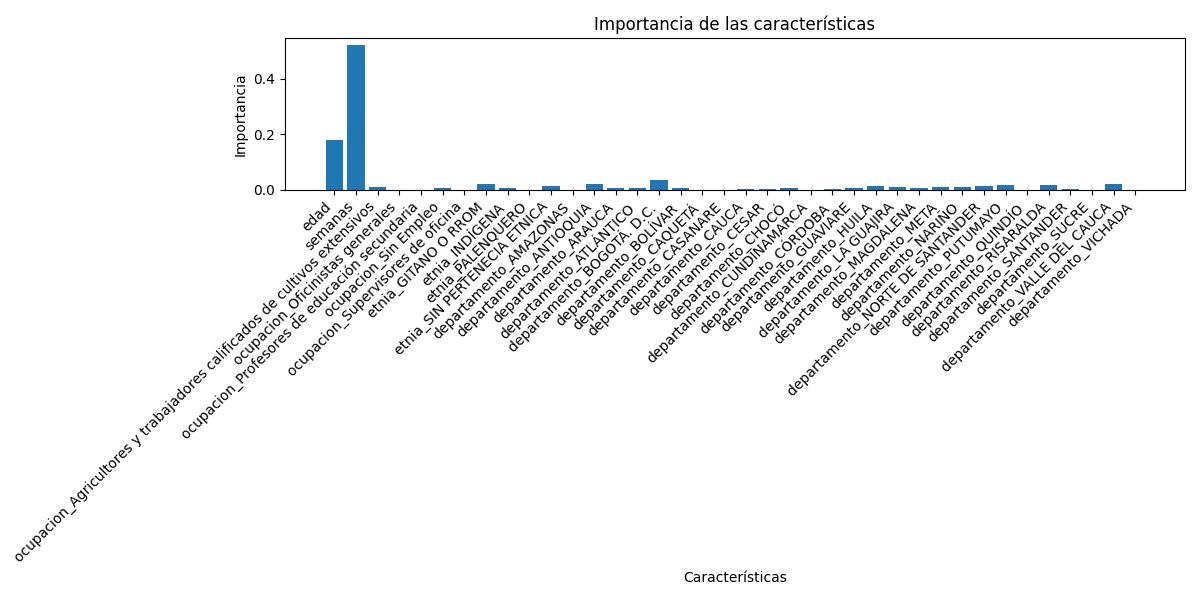 Importancia de las características
Importancia
0.4
0.2
0.0
edad
semanas
ocupacion_Agricultores y trabajadores calificados de cultivos extensivos
ocupacion_Oficinistas generales
ocupacion_Profesores de educación secundaria
ocupacion_Sin Empleo
ocupacion_Supervisores de oficina
etnia_GITANO O RROM
etnia_INDÍGENA
etnia_PALENQUERO
etnia_SIN PERTENECÍA ETNICA
departamento_AMAZONAS
departamento_ANTIOQUIA
departamento_ARAUCA
departamento_ATLÁNTICO
departamento_BOGOTÁ. D.C.
departamento_BOLÍVAR
departamento_CAQUETÁ
departamento_CASANARE
departamento_CAUCA
departamento_CESAR
departamento_CHOCÓ
departamento_CUNDINAMARCA
departamento_CÓRDOBA
departamento_GUAVIARE
departamento_HUILA
departamento_LA GUAJIRA
departamento_MAGDALENA
departamento_META
departamento_NARIÑO
departamento_NORTE DE SANTANDER
departamento_PUTUMAYO
departamento_QUINDIO
departamento_RISARALDA
departamento_SANTANDER
departamento_SUCRE
departamento_VALLE DEL CAUCA
departamento_VICHADA
Características